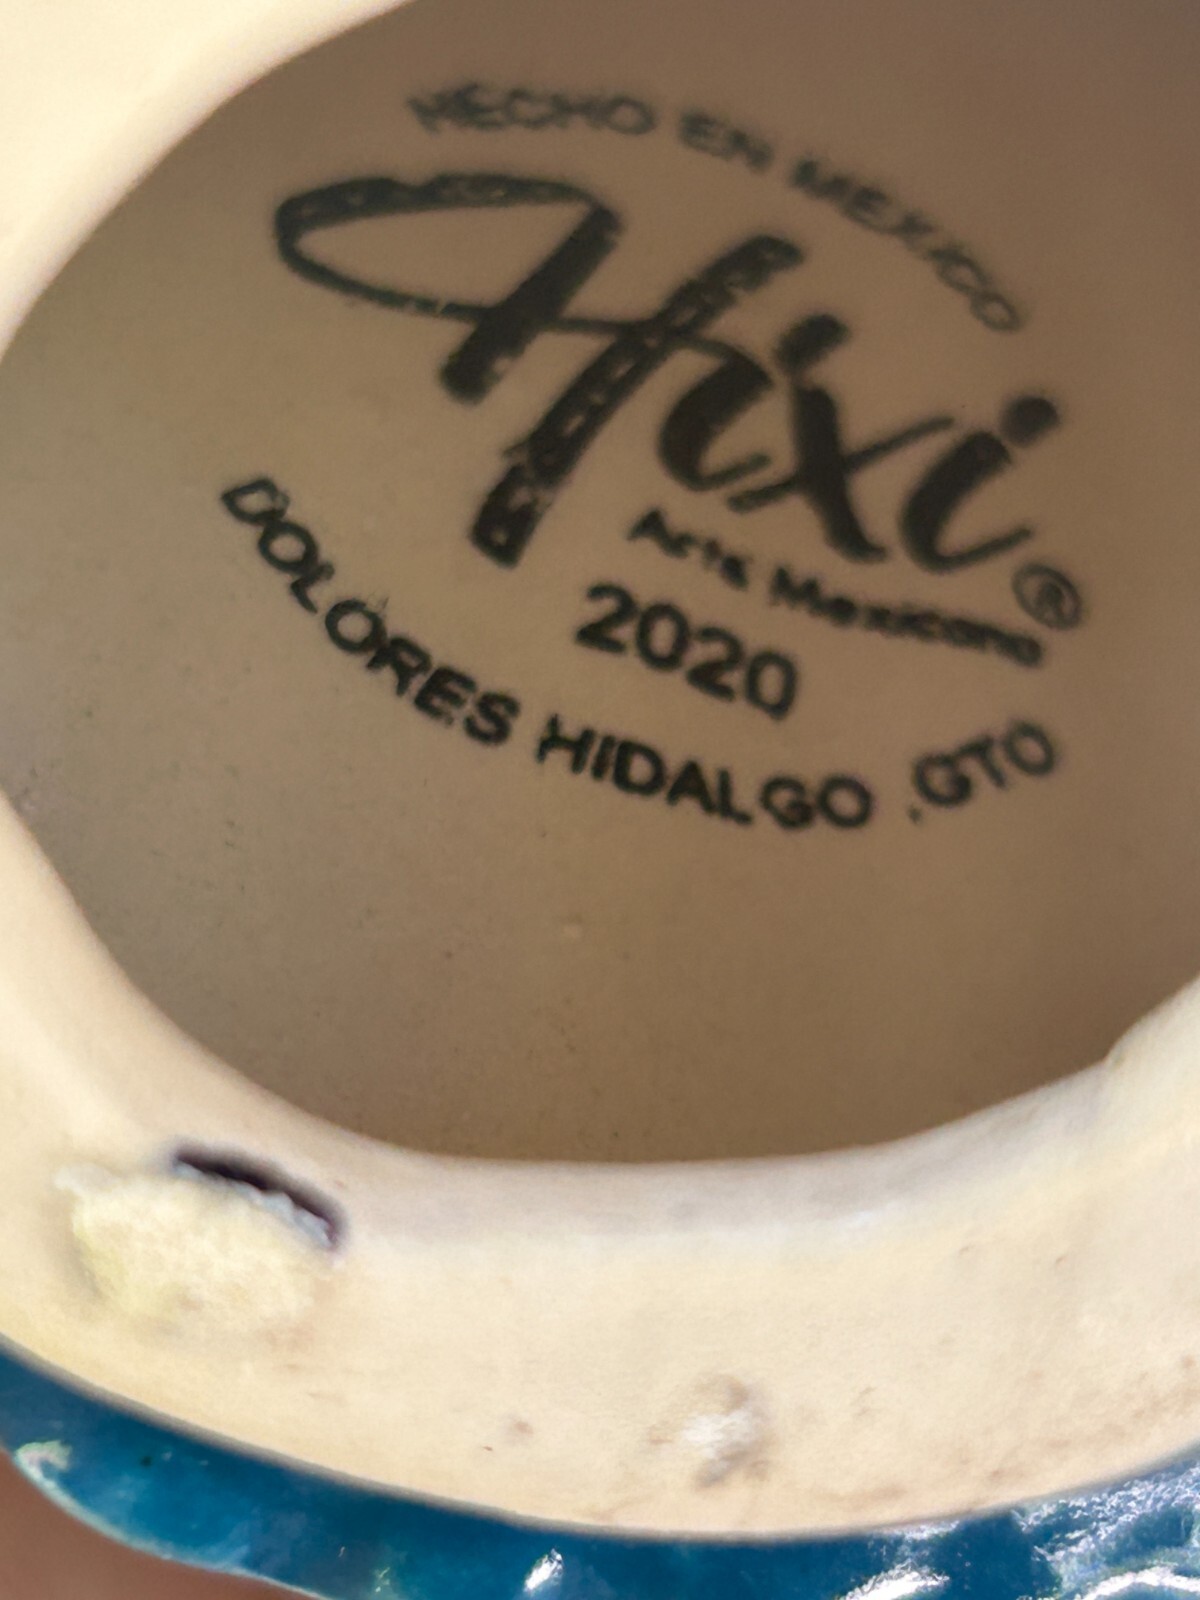 HECHO EN MEXICO
Hixi®
Arte Mexicano
2020
DOLORES HIDALGO .GTO